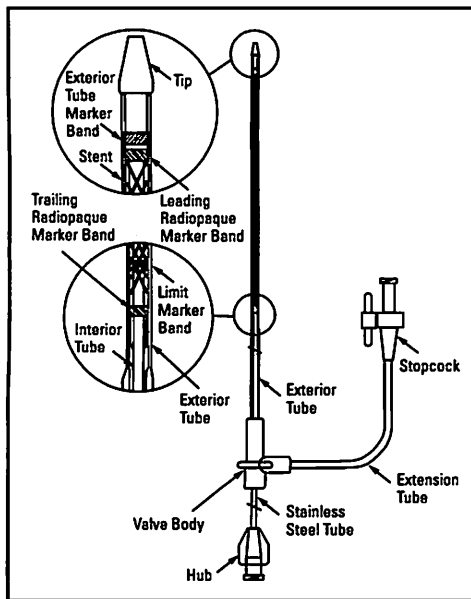 Exterior
Tube
Marker
Band
Tip
Stent
Trailing
Radiopaque
Marker Band
Leading
Radiopaque
Marker Band
Limit
Marker
Band
Interior
Tube
Exterior
Tube
Exterior
Tube
Stopcock
Extension
Tube
Valve Body
Stainless
Steel Tube
Hub